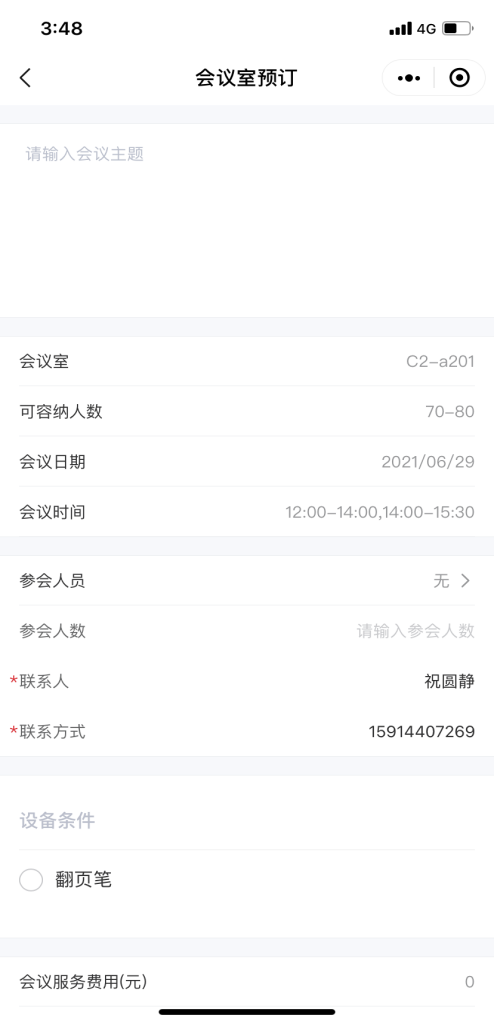 3:48
4G
会议室预订
请输入会议主题
会议室 C2-a201
可容纳人数 70-80
会议日期 2021/06/29
会议时间 12:00-14:00,14:00-15:30
参会人员 无
参会人数 请输入参会人数
*联系人 祝圆静
*联系方式 15914407269
设备条件
翻页笔
会议服务费用(元) 0